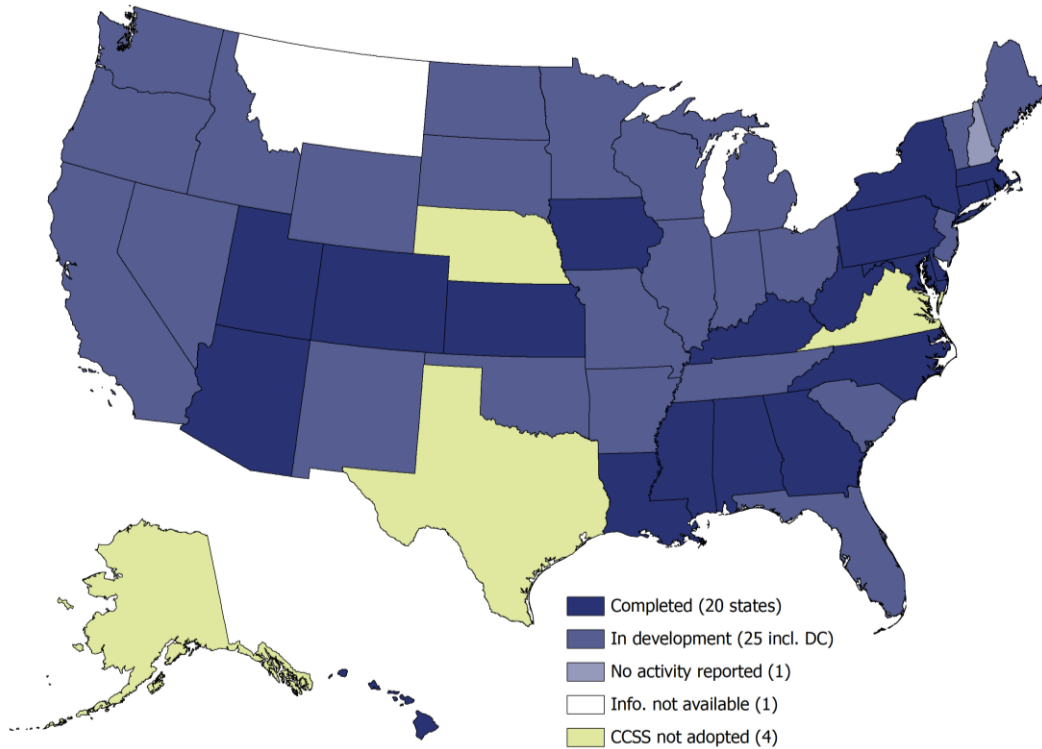 Completed (20 states)
In development (25 incl. DC)
No activity reported (1)
Info. not available (1)
CCSS not adopted (4)